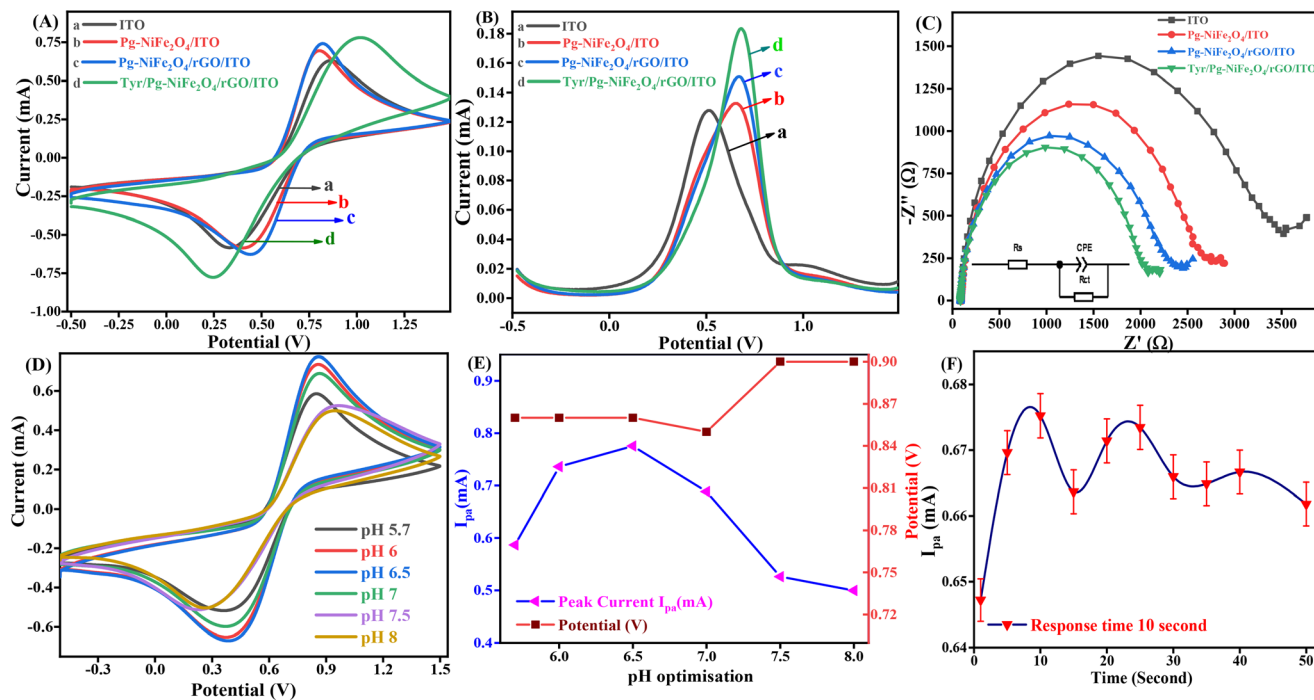 (A)
a ITO
b Pg-NiFe₂O₄/ITO
c Pg-NiFe₂O₄/rGO/ITO
d Tyr/Pg-NiFe₂O₄/rGO/ITO
Current (mA)
0.75
0.50
0.25
0.00
-0.25
-0.50
-0.75
-1.00
a
b
c
d
-0.50 0.00 0.25 0.50 0.75 1.00 1.25
Potential (V)
(B)
a ITO
b Pg-NiFe₂O₄/ITO
c Pg-NiFe₂O₄/rGO/ITO
d Tyr/Pg-NiFe₂O₄/rGO/ITO
Current (mA)
0.18
0.16
0.14
0.12
0.10
0.08
0.06
0.04
0.02
0.00
d
c
b
a
-0.5 0.0 0.5 1.0
Potential (V)
(C)
ITO
Pg-NiFe₂O₄/ITO
Pg-NiFe₂O₄/rGO/ITO
Tyr/Pg-NiFe₂O₄/rGO/ITO
-Z'' (Ω)
1500
1250
1000
750
500
250
0
Rs
CPE
Rct
0 500 1000 1500 2000 2500 3000 3500
Z' (Ω)
(D)
Current (mA)
0.6
0.4
0.2
0.0
-0.2
-0.4
-0.6
pH 5.7
pH 6
pH 6.5
pH 7
pH 7.5
pH 8
-0.3 0.0 0.3 0.6 0.9 1.2 1.5
Potential (V)
(E)
Iₚₐ(mA)
0.9
0.8
0.7
0.6
0.5
0.4
Potential (V)
0.90
0.88
0.85
0.82
0.81
0.78
0.75
0.72
Peak Current Iₚₐ(mA)
Potential (V)
6.0 6.5 7.0 7.5 8.0
pH optimisation
(F)
Iₚₐ (mA)
0.68
0.67
0.66
0.65
0.64
Response time 10 second
0 10 20 30 40 50
Time (Second)